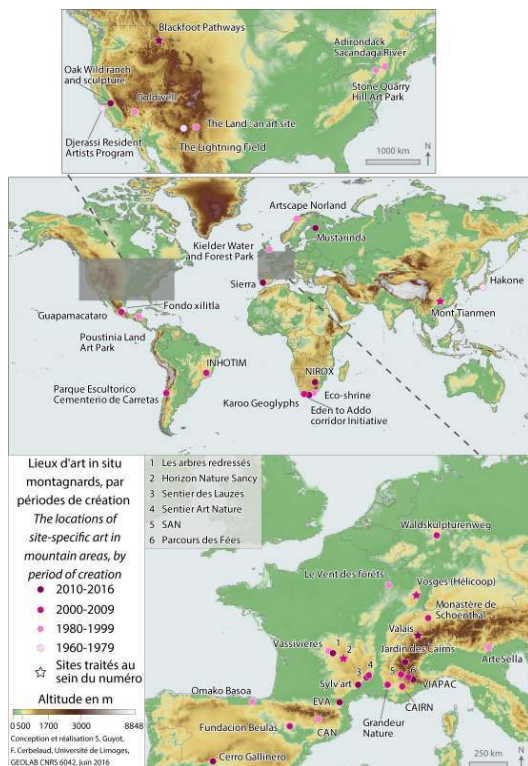 Blackfoot Pathways
Adirondack
Sacandaga River
Oak Wild ranch
and sculpture
Goldwell
Stone Quarry
Hill Art Park
The Land : an art site
Djerassi Resident
Artists Program
The Lightning Field
1000 km
N
Artscape Norland
Kielder Water
and Forest Park
Mustarinda
Sierra
Hakone
Mont Tianmen
Fondo xilitla
Guapamacataro
Poustinia Land
Art Park
INHOTIM
NIROX
Parque Escultorico
Cementerio de Carretas
Karoo Geoglyphs
Eco-shrine
Eden to Addo
corridor Initiative
Lieux d'art in situ
montagnards, par
périodes de création
The locations of
site-specific art in
mountain areas, by
period of creation
2010-2016
2000-2009
1980-1999
1960-1979
Sites traités au
sein du numéro
Altitude en m
0 500 1700 3000 8848
Conception et réalisation S. Guyot,
F. Cerbelaud, Université de Limoges,
GEOLAB CNRS 6042, juin 2016
1 Les arbres redressés
2 Horizon Nature Sancy
3 Sentier des Lauzes
4 Sentier Art Nature
5 SAN
6 Parcours des Fées
Waldskulpturenweg
Le Vent des forêts
Vosges (Hélicoop)
Monastère de
Schoenthal
Valais
Vassivières
1
2
Jardin des Cairns
ArteSella
4
3
5
6
Sylv'art
VIAPAC
Omako Basoa
EVA
CAIRN
Grandeur
Nature
Fundacion Beulas
CAN
Cerro Gallinero
N
250 km